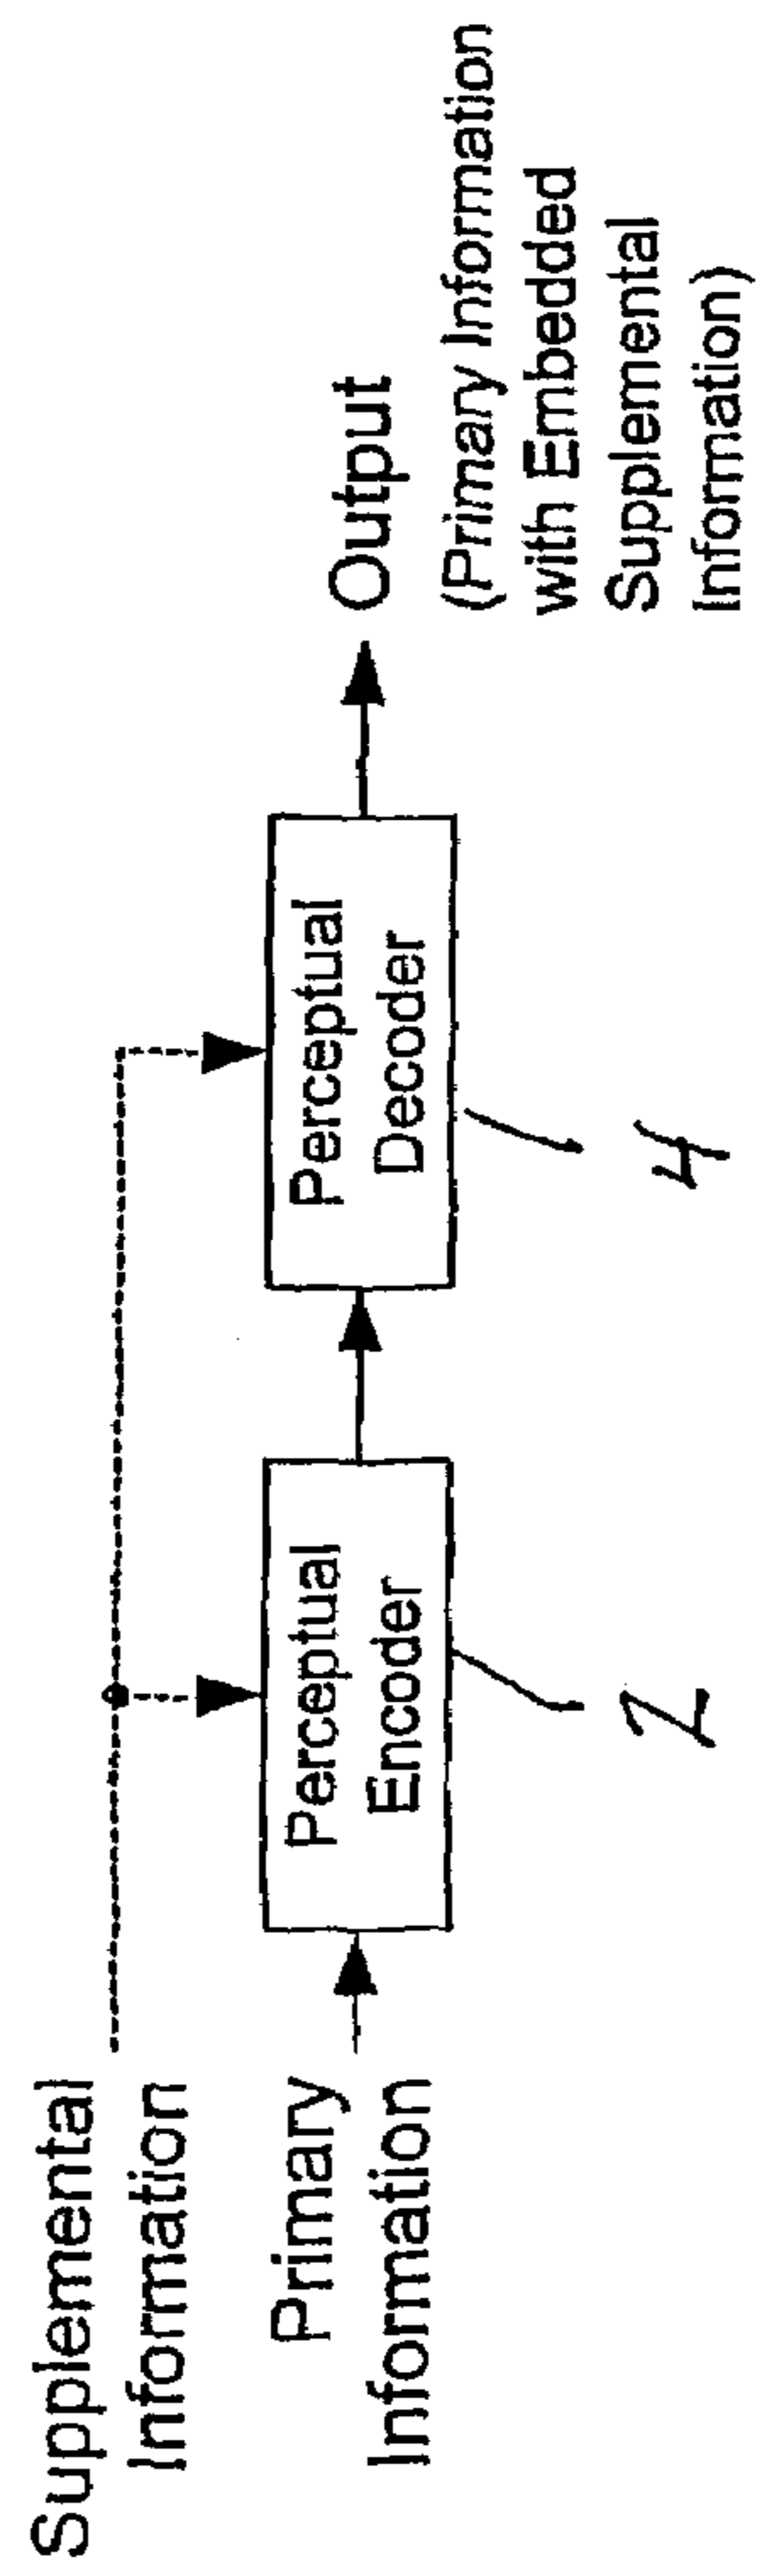 Supplemental
Information
Primary
Information
Perceptual
Encoder
2
Perceptual
Decoder
4
Output
(Primary Information
with Embedded
Supplemental
Information)